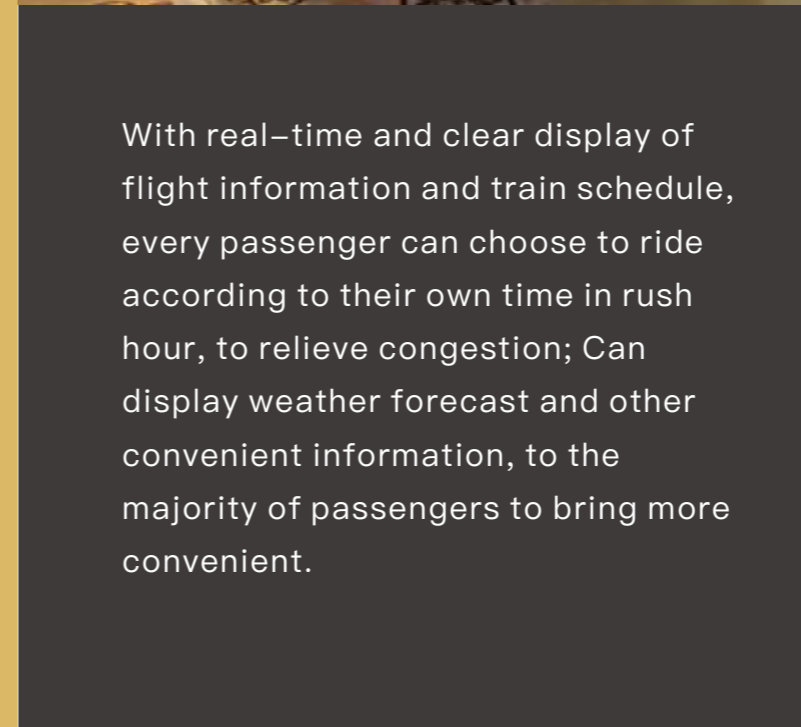 With real–time and clear display of
flight information and train schedule,
every passenger can choose to ride
according to their own time in rush
hour, to relieve congestion; Can
display weather forecast and other
convenient information, to the
majority of passengers to bring more
convenient.